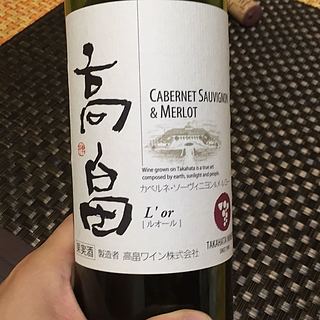 高畠
CABERNET SAUVIGNON
& MERLOT
Wine grown on Takahata is a true art
composed by earth, sunlight and people.
カベルネ・ソーヴィニヨン&メルロー
L'or
[ルオール]
果実酒 製造者 高畠ワイン株式会社
TAKAHATA